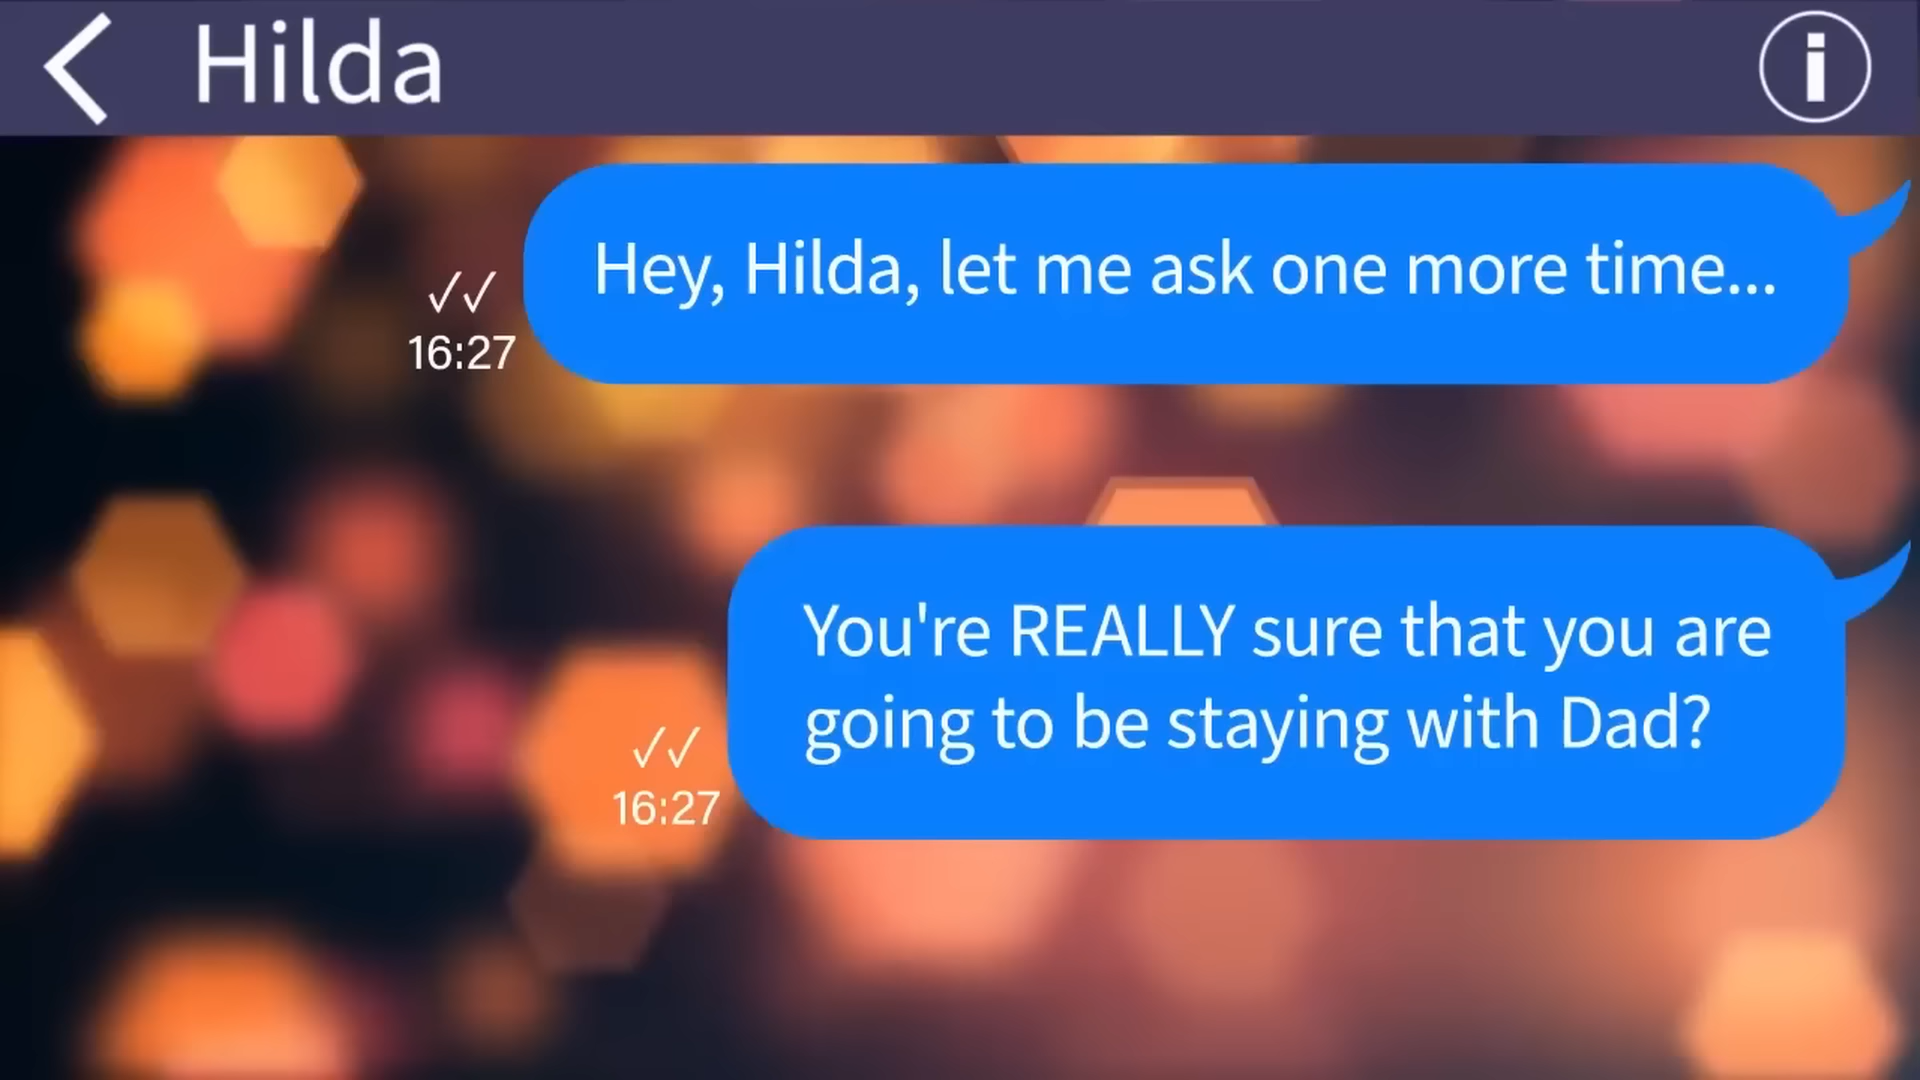 Hilda
Hey, Hilda, let me ask one more time...
✓✓
16:27
You're REALLY sure that you are
going to be staying with Dad?
✓✓
16:27